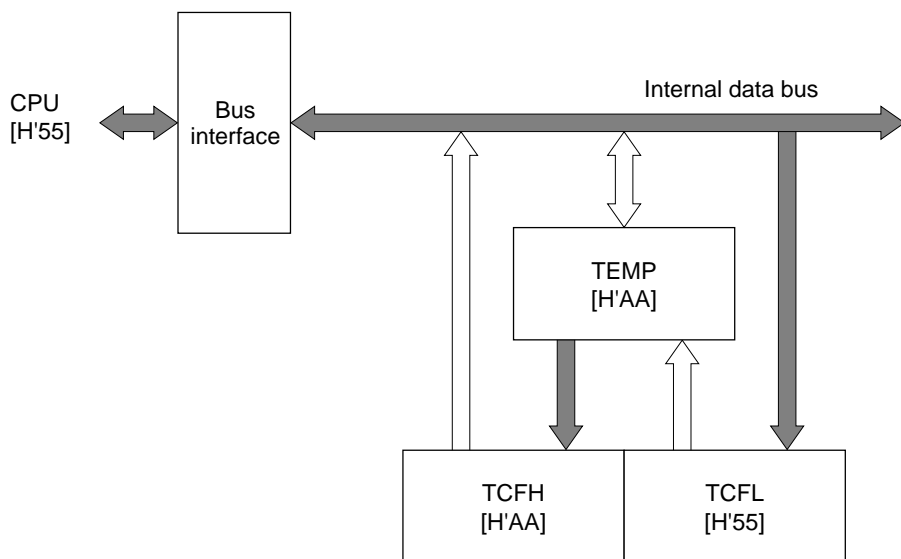 Internal data bus
CPU
[H'55]
Bus
interface
TEMP
[H'AA]
TCFH
[H'AA]
TCFL
[H'55]